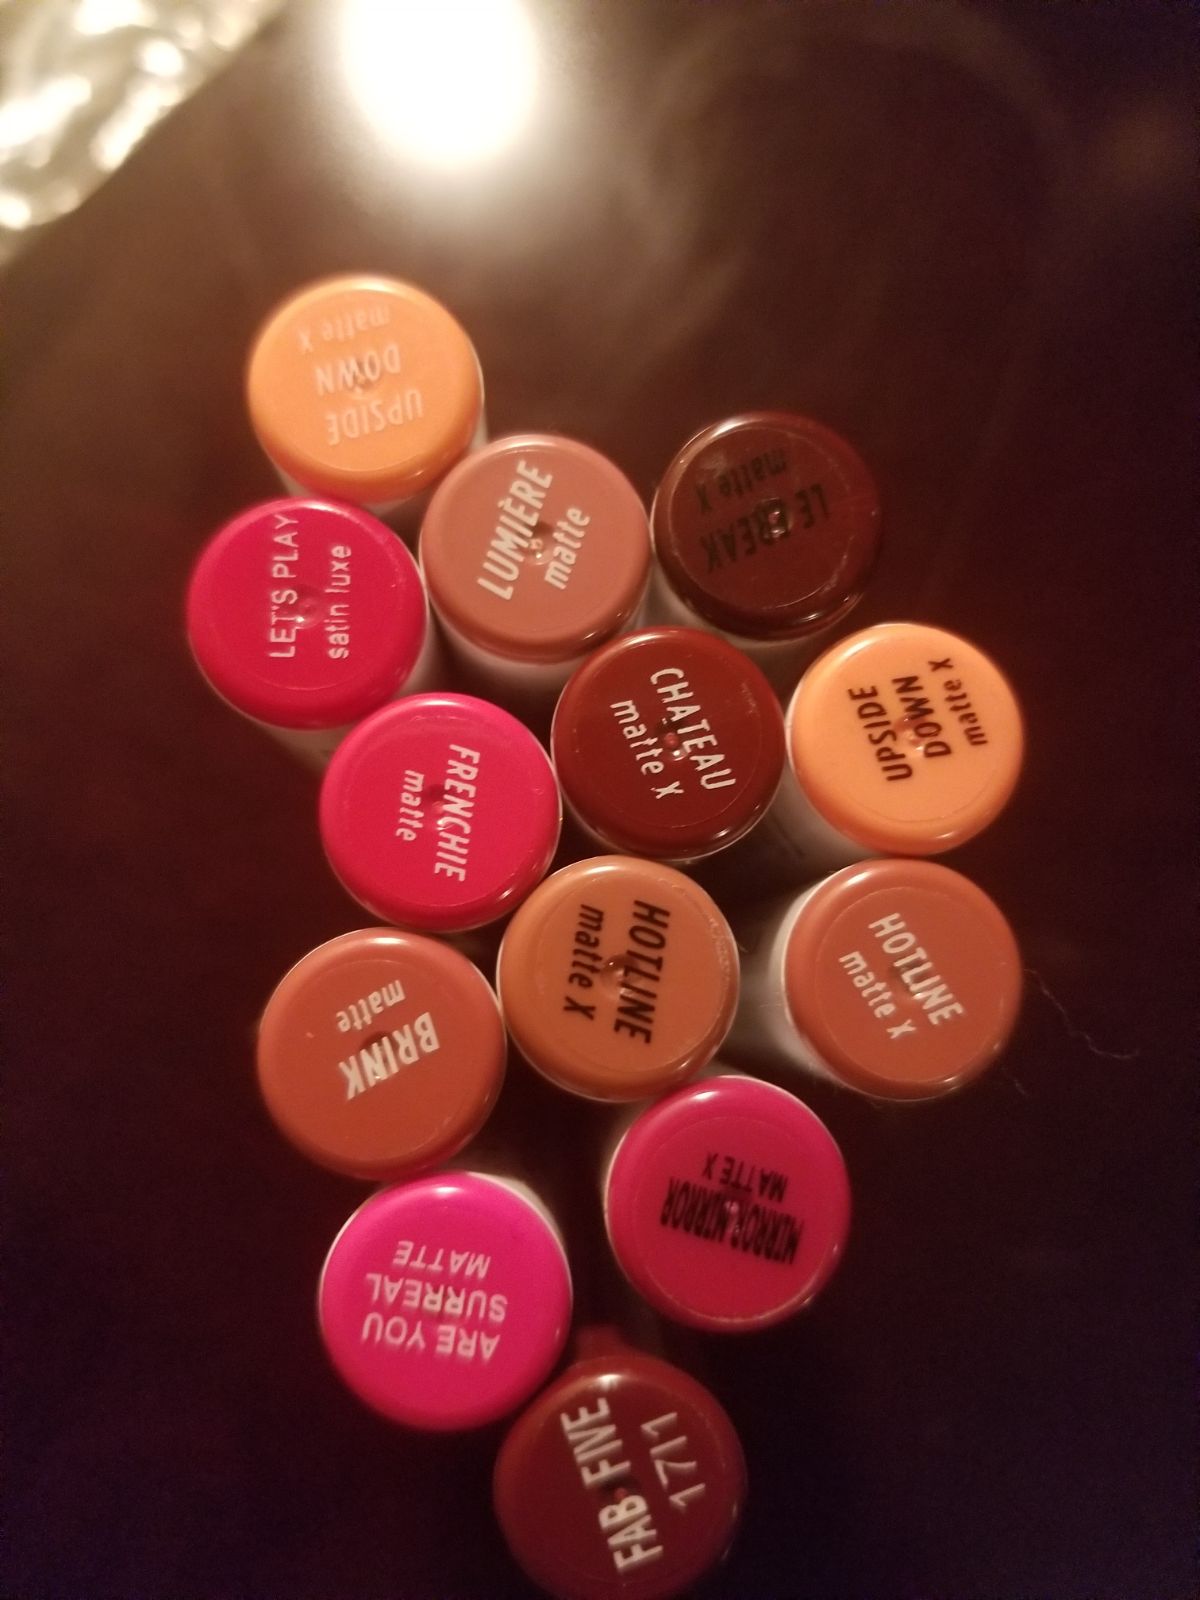 UPSIDE
DOWN
matte X
LUMIÈRE
matte
LE FREAK
matte X
LET'S PLAY
satin luxe
CHATEAU
matte X
UPSIDE
DOWN
matte X
FRENCHIE
matte
HOTLINE
matte X
HOTLINE
matte X
BRINK
matte
MIRROR MIRROR
MATTE X
ARE YOU
SURREAL
MATTE
FAB FIVE
1711